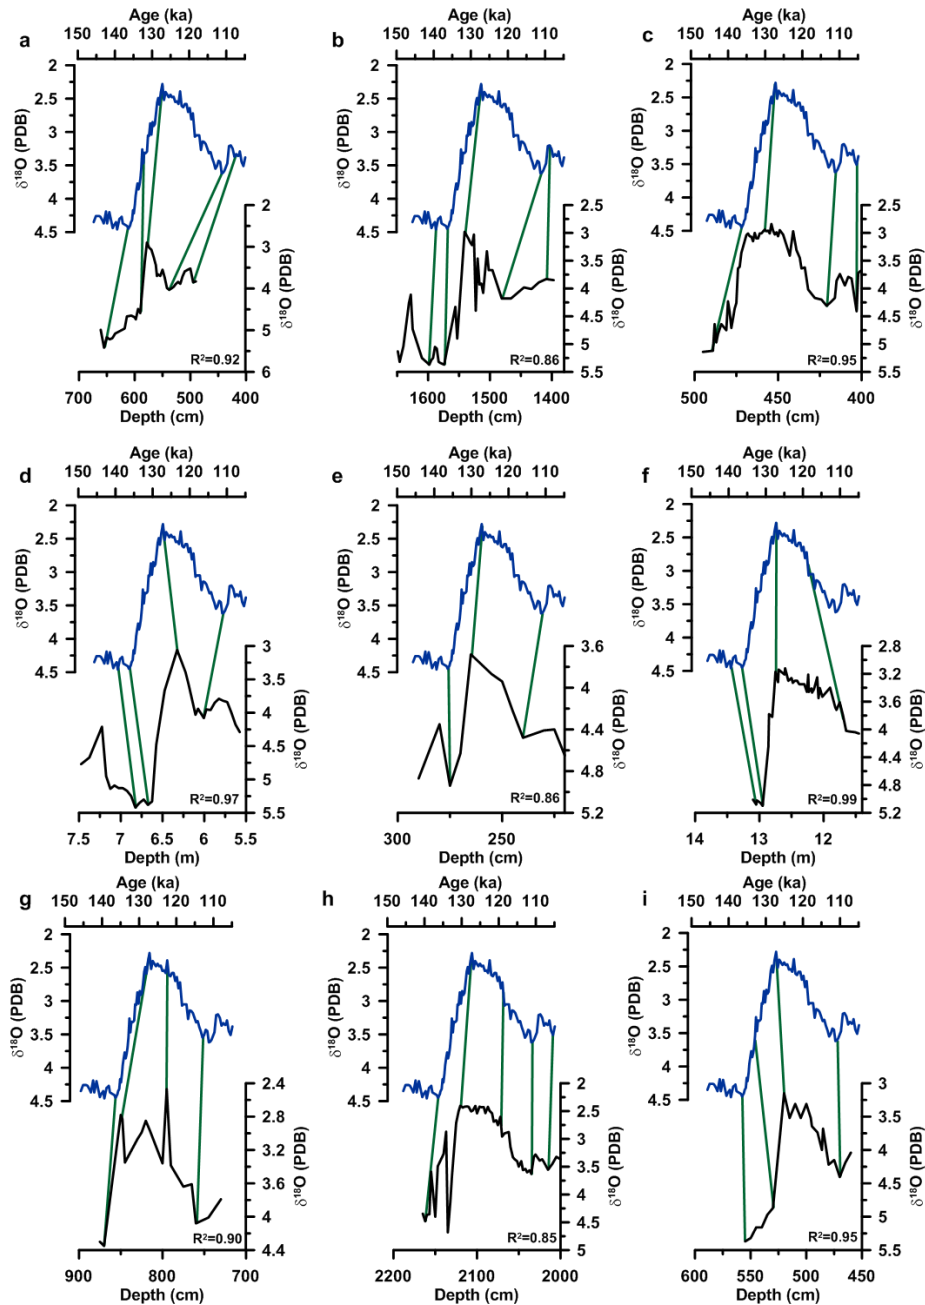 Age (ka)
a
150 140 130 120 110
2
2.5
3
3.5
4
4.5
δ¹⁸O (PDB)
2
3
4
5
6
δ¹⁸O (PDB)
R²=0.92
700 600 500 400
Depth (cm)
Age (ka)
b
150 140 130 120 110
2
2.5
3
3.5
4
4.5
δ¹⁸O (PDB)
2.5
3
3.5
4
4.5
5
5.5
δ¹⁸O (PDB)
R²=0.86
1600 1500 1400
Depth (cm)
Age (ka)
c
150 140 130 120 110
2
2.5
3
3.5
4
4.5
δ¹⁸O (PDB)
2.5
3
3.5
4
4.5
5
5.5
δ¹⁸O (PDB)
R²=0.95
500 450 400
Depth (cm)
Age (ka)
d
150 140 130 120 110
2
2.5
3
3.5
4
4.5
δ¹⁸O (PDB)
3
3.5
4
4.5
5
5.5
δ¹⁸O (PDB)
R²=0.97
7.5 7 6.5 6 5.5
Depth (m)
Age (ka)
e
150 140 130 120 110
2
2.5
3
3.5
4
4.5
δ¹⁸O (PDB)
3.6
4
4.4
4.8
5.2
δ¹⁸O (PDB)
R²=0.86
300 250
Depth (cm)
Age (ka)
f
150 140 130 120 110
2
2.5
3
3.5
4
4.5
δ¹⁸O (PDB)
2.8
3.2
3.6
4
4.4
4.8
5.2
δ¹⁸O (PDB)
R²=0.99
14 13 12
Depth (m)
Age (ka)
g
150 140 130 120 110
2
2.5
3
3.5
4
4.5
δ¹⁸O (PDB)
2.4
2.8
3.2
3.6
4
4.4
δ¹⁸O (PDB)
R²=0.90
900 800 700
Depth (cm)
Age (ka)
h
150 140 130 120 110
2
2.5
3
3.5
4
4.5
δ¹⁸O (PDB)
2
2.5
3
3.5
4
4.5
5
δ¹⁸O (PDB)
R²=0.85
2200 2100 2000
Depth (cm)
Age (ka)
i
150 140 130 120 110
2
2.5
3
3.5
4
4.5
δ¹⁸O (PDB)
3
3.5
4
4.5
5
5.5
δ¹⁸O (PDB)
R²=0.95
600 550 500 450
Depth (cm)